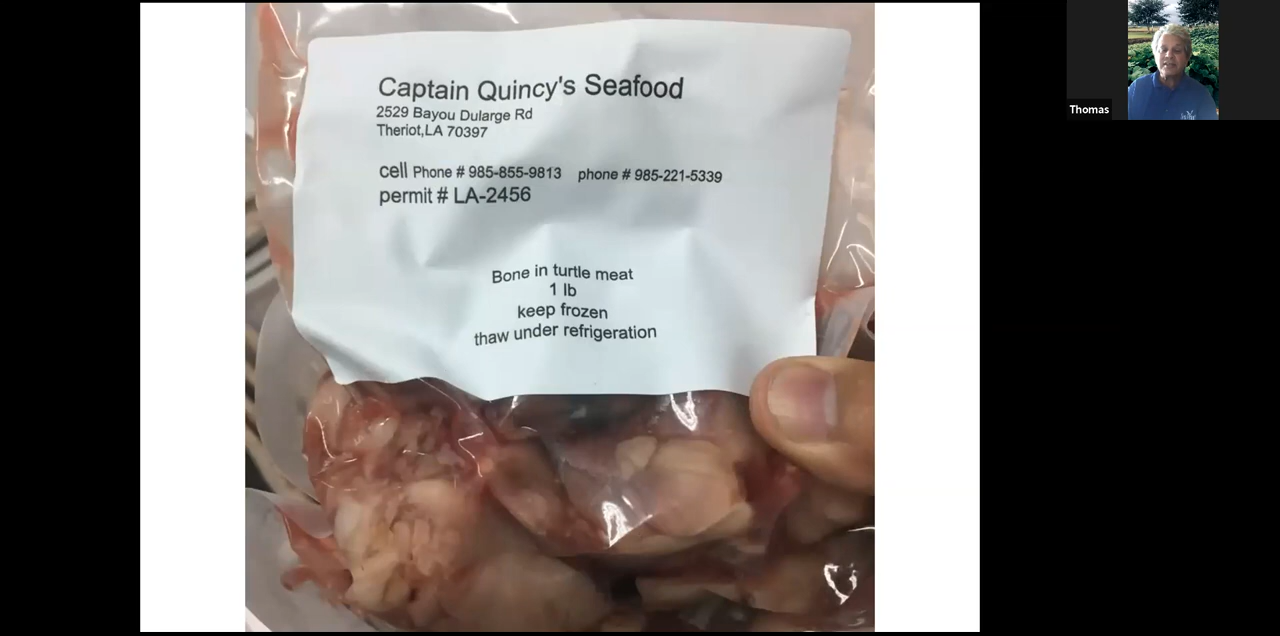 Captain Quincy's Seafood
2529 Bayou Dularge Rd
Theriot,LA 70397
cell Phone # 985-855-9813 phone # 985-221-5339
permit # LA-2456
Bone in turtle meat
1 lb
keep frozen
thaw under refrigeration
Thomas